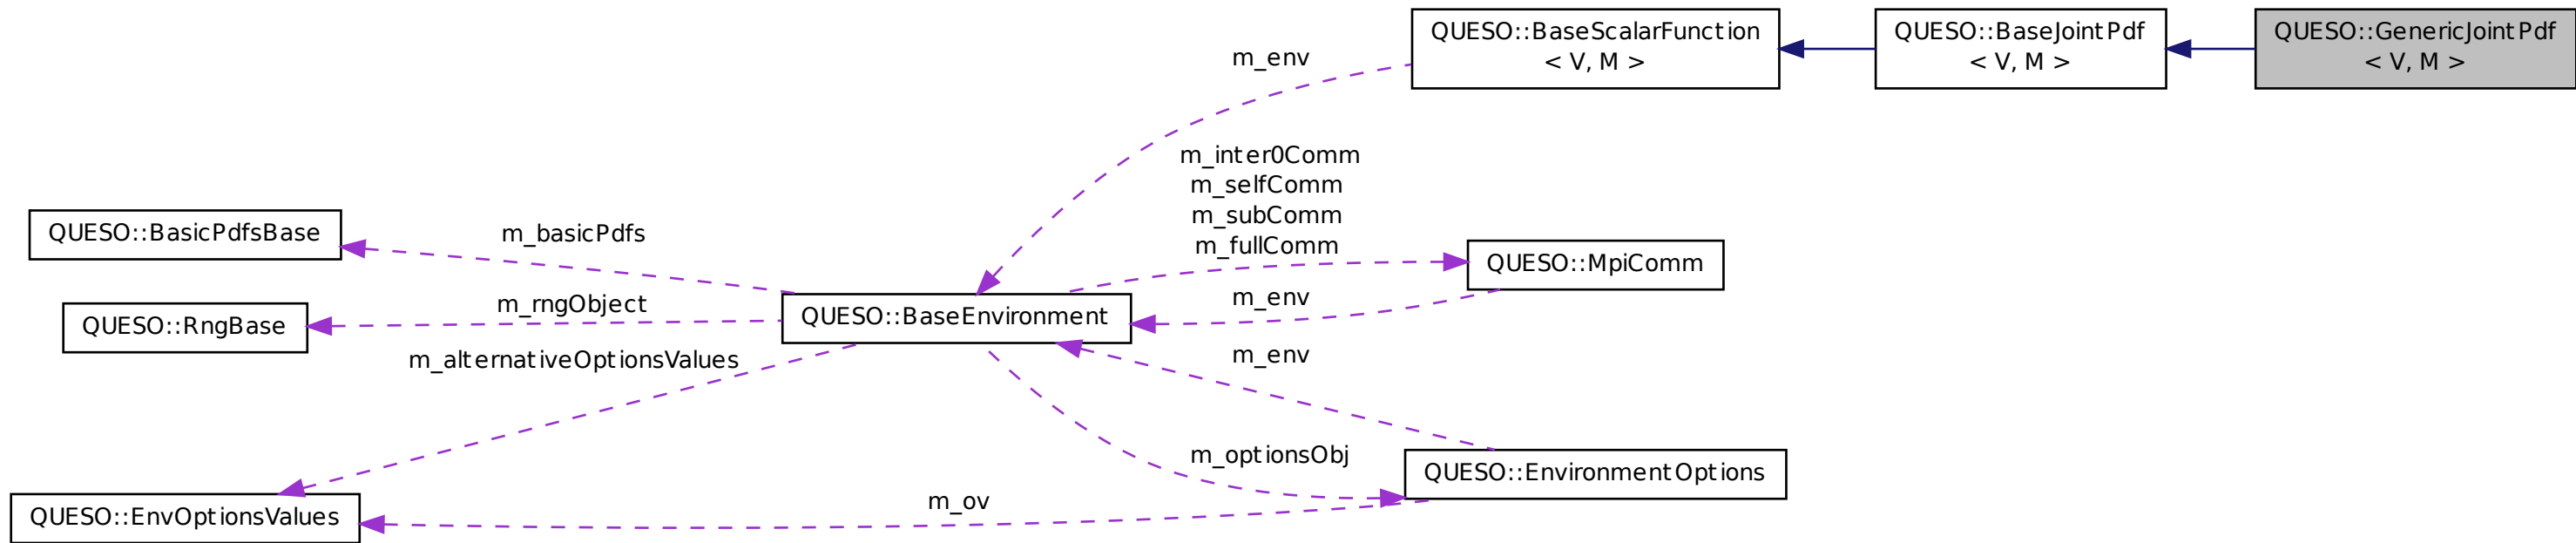 QUESO::BaseScalarFunction
< V, M >
QUESO::BaseJointPdf
< V, M >
QUESO::GenericJointPdf
< V, M >
m_env
m_inter0Comm
m_selfComm
m_subComm
m_fullComm
QUESO::BasicPdfsBase
m_basicPdfs
QUESO::MpiComm
QUESO::RngBase
m_rngObject
QUESO::BaseEnvironment
m_env
m_alternativeOptionsValues
m_env
m_optionsObj
QUESO::EnvironmentOptions
QUESO::EnvOptionsValues
m_ov